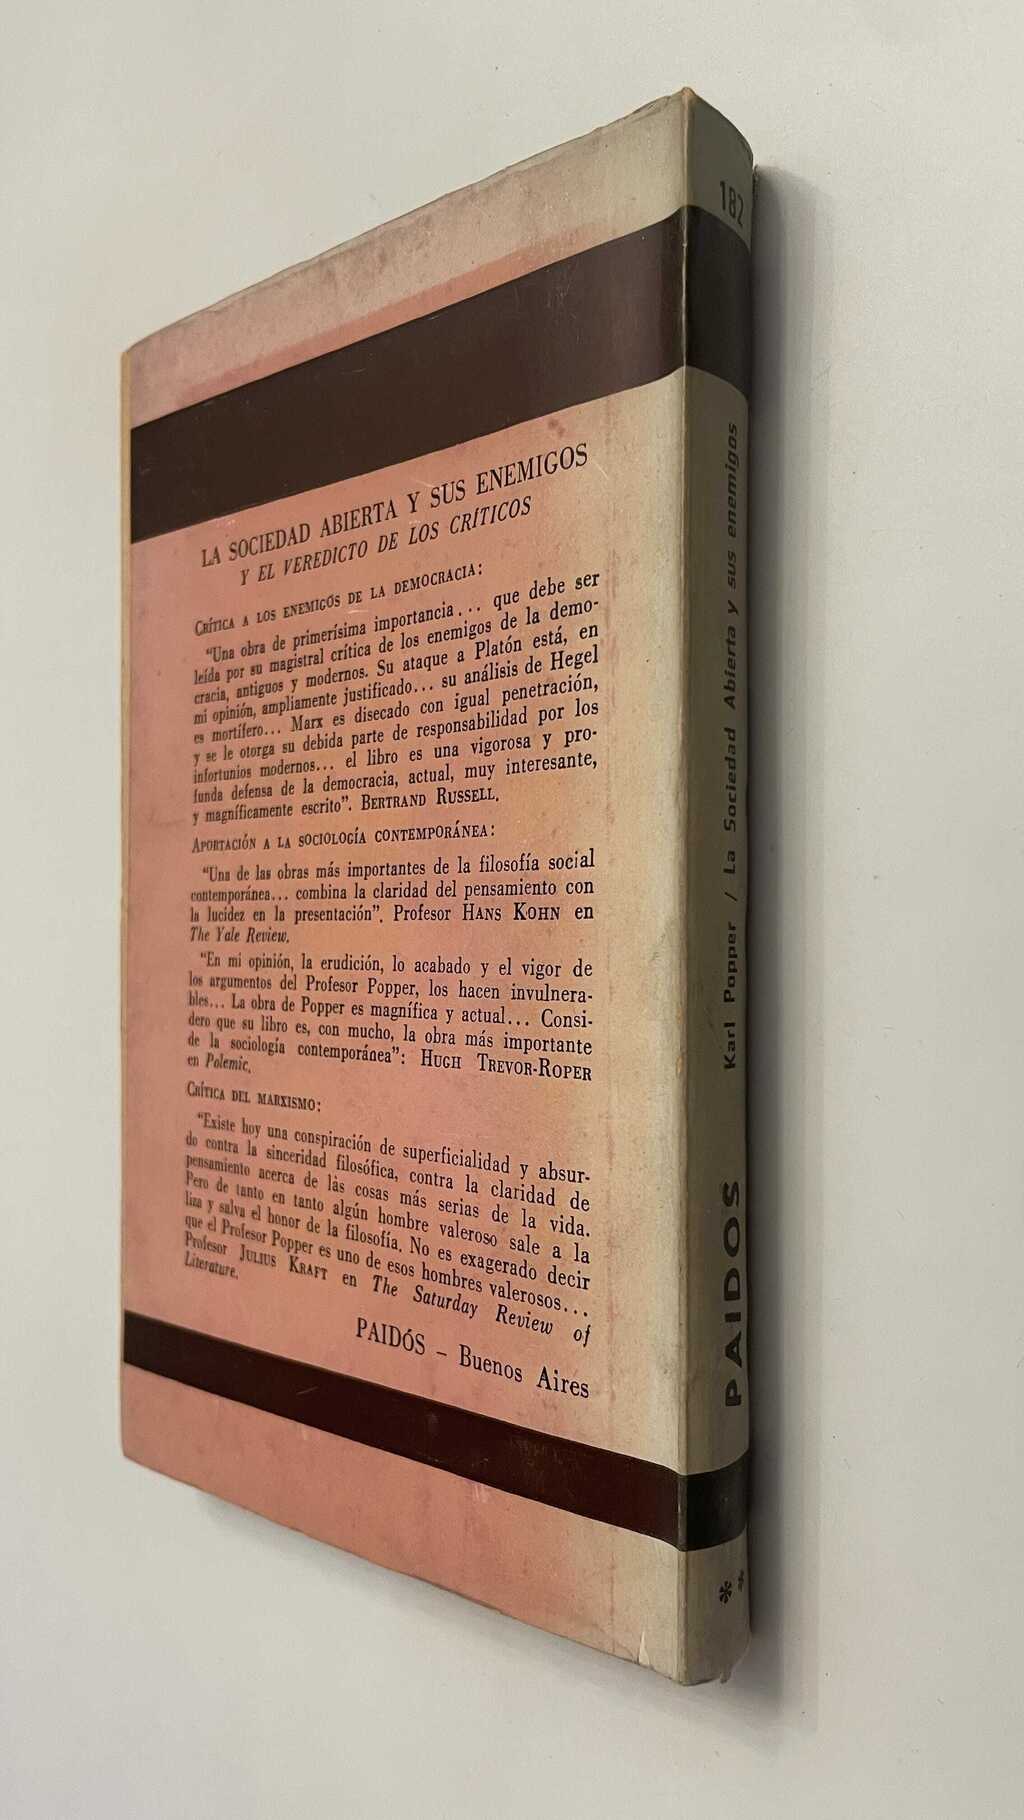 LA SOCIEDAD ABIERTA Y SUS ENEMIGOS
Y EL VEREDICTO DE LOS CRÍTICOS
CRÍTICA A LOS ENEMIGOS DE LA DEMOCRACIA:
"Una obra de primerísima importancia... que debe ser
leída por su magistral crítica de los enemigos de la demo-
cracia, antiguos y modernos. Su ataque a Platón está, en
mi opinión, ampliamente justificado... su análisis de Hegel
es mortífero... Marx es disecado con igual penetración,
y se le otorga su debida parte de responsabilidad por los
infortunios modernos... el libro es una vigorosa y pro-
funda defensa de la democracia, actual, muy interesante,
y magníficamente escrito". BERTRAND RUSSELL.
APORTACIÓN A LA SOCIOLOGÍA CONTEMPORÁNEA:
"Una de las obras más importantes de la filosofía social
contemporánea... combina la claridad del pensamiento con
la lucidez en la presentación". Profesor HANS KOHN en
The Yale Review.
"En mi opinión, la erudición, lo acabado y el vigor de
los argumentos del Profesor Popper, los hacen invulnera-
bles... La obra de Popper es magnífica y actual... Consi-
dero que su libro es, con mucho, la obra más importante
de la sociología contemporánea": HUGH TREVOR-ROPER
en Polemic.
CRÍTICA DEL MARXISMO:
"Existe hoy una conspiración de superficialidad y absur-
do contra la sinceridad filosófica, contra la claridad de
pensamiento acerca de las cosas más serias de la vida.
Pero de tanto en tanto algún hombre valeroso sale a la
liza y salva el honor de la filosofía. No es exagerado decir
que el Profesor Popper es uno de esos hombres valerosos...
Profesor JULIUS KRAFT en The Saturday Review of
Literature.
PAIDÓS – Buenos Aires
182
Karl Popper / La Sociedad Abierta y sus enemigos
PAIDOS
**